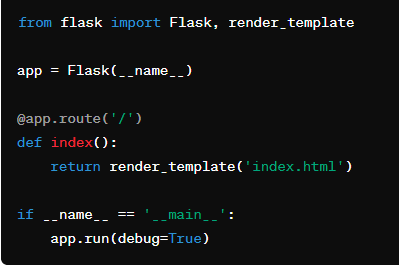 from flask import Flask, render_template
app = Flask(__name__)
@app.route('/')
def index():
    return render_template('index.html')
if __name__ == '__main__':
    app.run(debug=True)